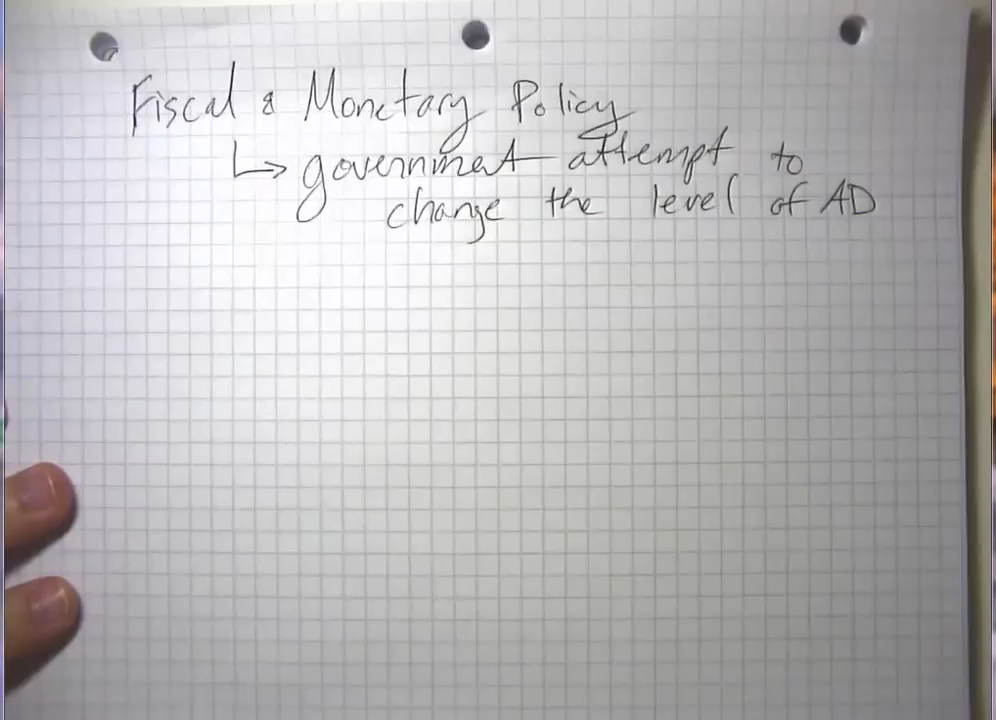 Fiscal & Monetary Policy
↳ government attempt to
change the level of AD